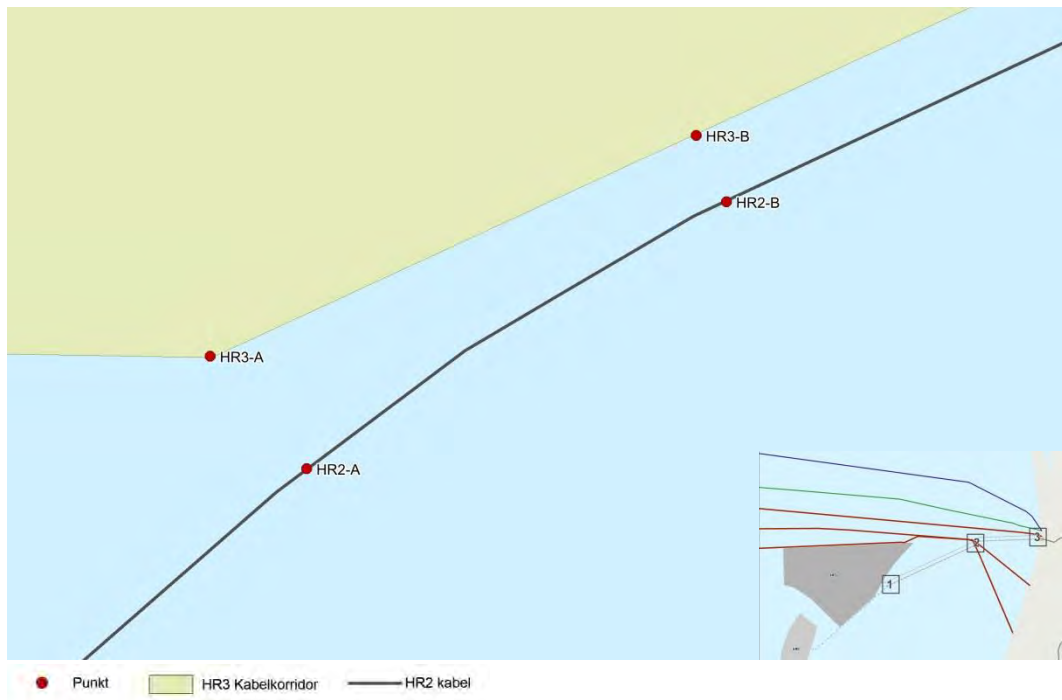 HR3-B
HR2-B
HR3-A
HR2-A
2
3
1
Punkt
HR3 Kabelkorridor
HR2 kabel